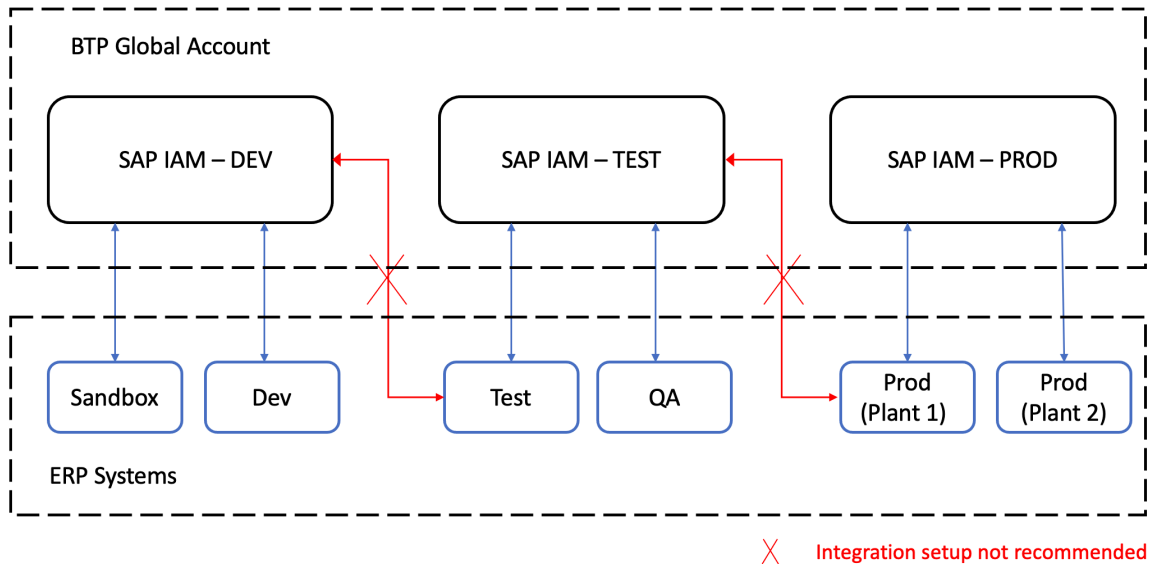 BTP Global Account
SAP IAM – DEV
SAP IAM – TEST
SAP IAM – PROD
Sandbox
Dev
Test
QA
Prod
(Plant 1)
Prod
(Plant 2)
ERP Systems
Integration setup not recommended